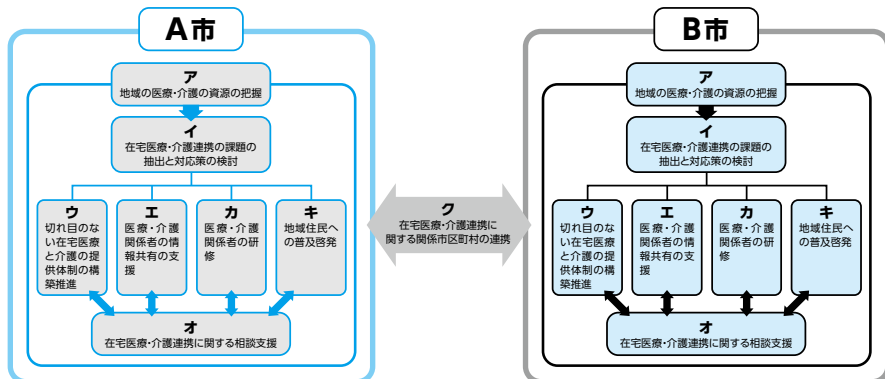 A市
ア
地域の医療・介護の資源の把握
イ
在宅医療・介護連携の課題の
抽出と対応策の検討
ウ
切れ目のな
い在宅医療
と介護の提
供体制の構
築推進
エ
医療・介護
関係者の情
報共有の支
援
カ
医療・介護
関係者の研
修
キ
地域住民へ
の普及啓発
オ
在宅医療・介護連携に関する相談支援
ク
在宅医療・介護連携に
関する関係市区町村の連携
B市
ア
地域の医療・介護の資源の把握
イ
在宅医療・介護連携の課題の
抽出と対応策の検討
ウ
切れ目のな
い在宅医療
と介護の提
供体制の構
築推進
エ
医療・介護
関係者の情
報共有の支
援
カ
医療・介護
関係者の研
修
キ
地域住民へ
の普及啓発
オ
在宅医療・介護連携に関する相談支援